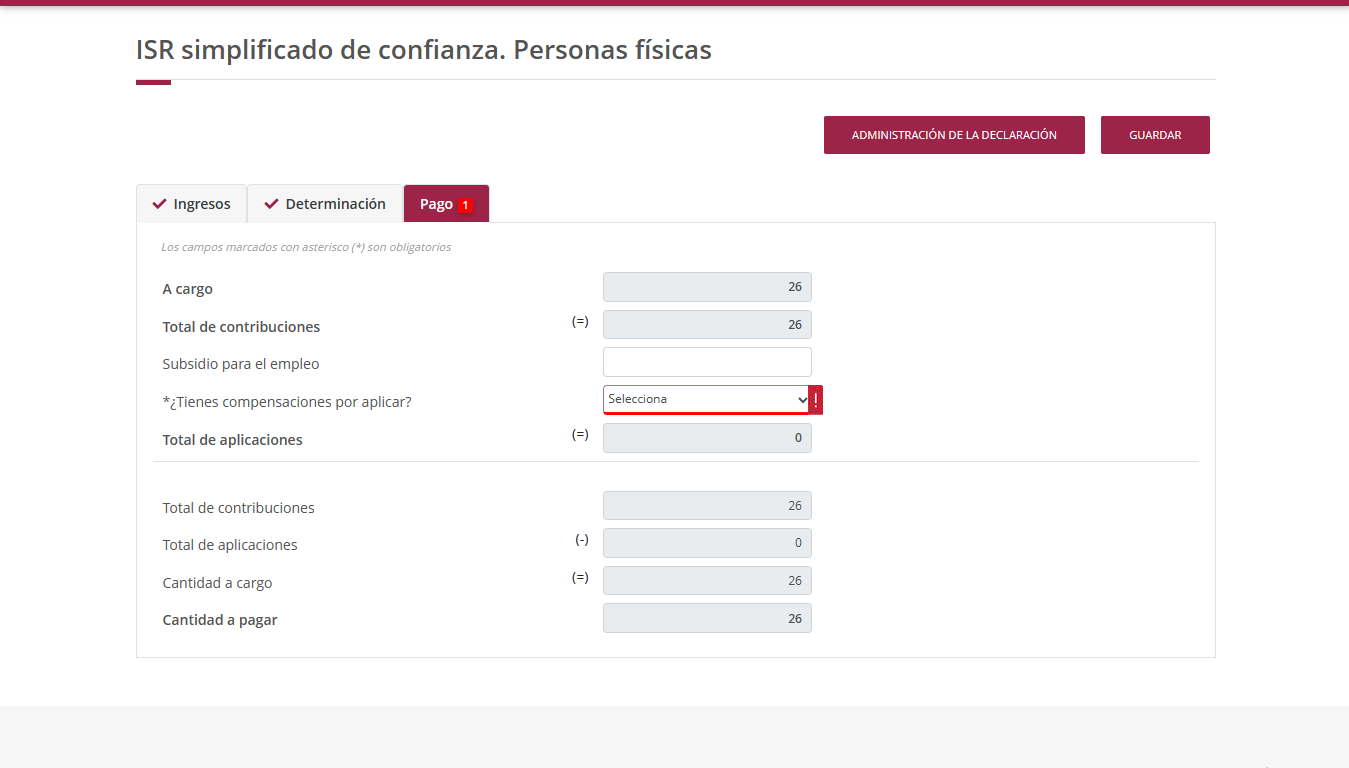 ISR simplificado de confianza. Personas físicas
ADMINISTRACIÓN DE LA DECLARACIÓN GUARDAR
Ingresos Determinación Pago 1
Los campos marcados con asterisco (*) son obligatorios
A cargo 26
Total de contribuciones (=) 26
Subsidio para el empleo
*¿Tienes compensaciones por aplicar? Selecciona !
Total de aplicaciones (=) 0
Total de contribuciones 26
Total de aplicaciones (-) 0
Cantidad a cargo (=) 26
Cantidad a pagar 26